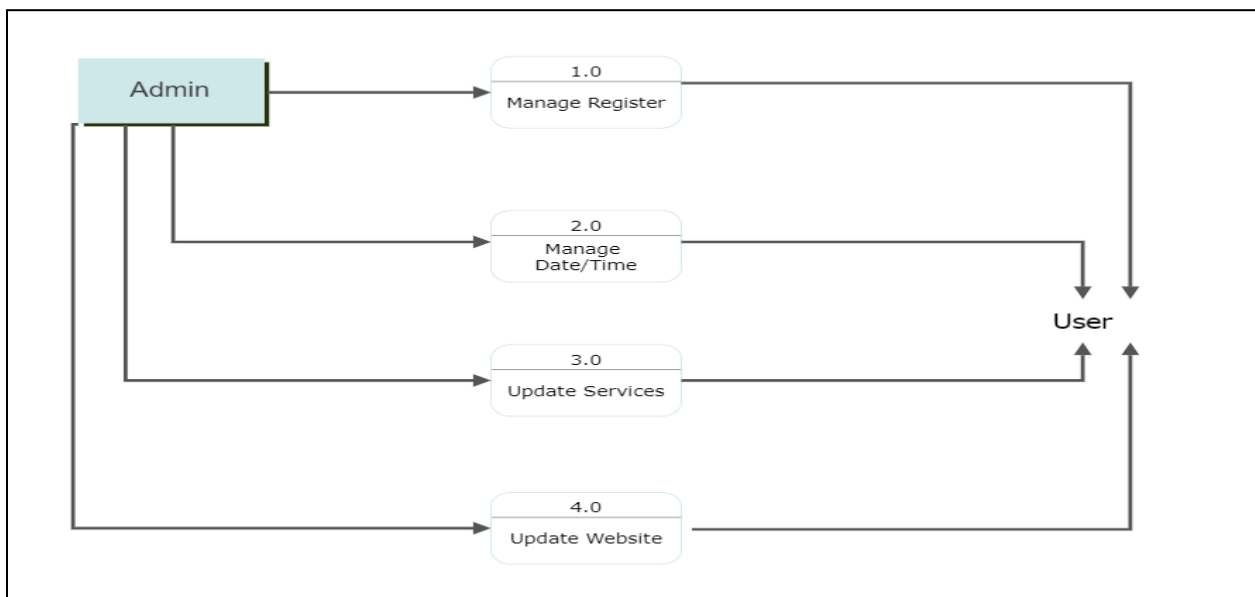 Admin
1.0
Manage Register
2.0
Manage
Date/Time
User
3.0
Update Services
4.0
Update Website